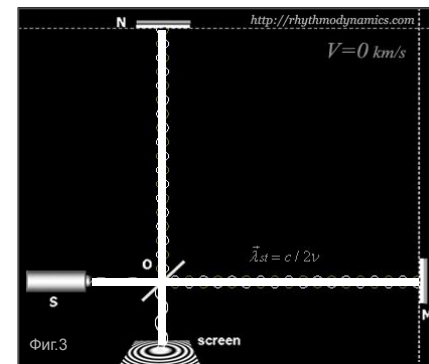 N
http://rhythmodynamics.com
V=0 km/s
O
λst = c / 2ν
S
M
Фиг.3
screen